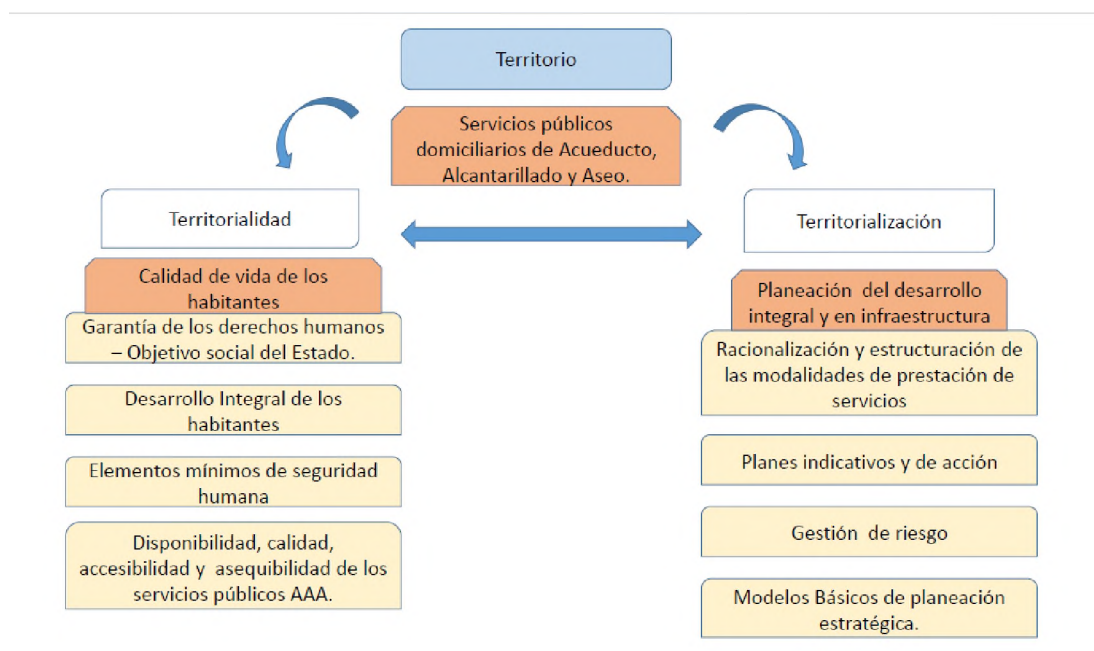 Territorio
Servicios públicos
domiciliarios de Acueducto,
Alcantarillado y Aseo.
Territorialidad
Calidad de vida de los
habitantes
Garantía de los derechos humanos
– Objetivo social del Estado.
Desarrollo Integral de los
habitantes
Elementos mínimos de seguridad
humana
Disponibilidad, calidad,
accesibilidad y asequibilidad de los
servicios públicos AAA.
Territorialización
Planeación del desarrollo
integral y en infraestructura
Racionalización y estructuración de
las modalidades de prestación de
servicios
Planes indicativos y de acción
Gestión de riesgo
Modelos Básicos de planeación
estratégica.